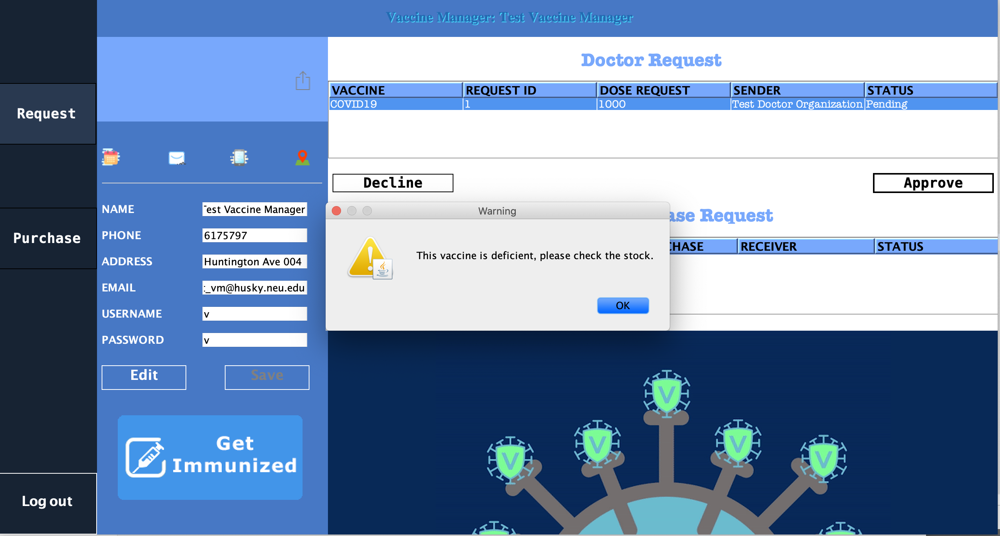 Vaccine Manager: Test Vaccine Manager
Request
Purchase
Log out
NAME
est Vaccine Manager
PHONE
6175797
ADDRESS
Huntington Ave 004
EMAIL
_vm@husky.neu.edu
USERNAME
v
PASSWORD
v
Edit
Save
Get
Immunized
Doctor Request
VACCINE REQUEST ID DOSE REQUEST SENDER STATUS
COVID19 1 1000 Test Doctor Organization Pending
Decline
Approve
ase Request
CHASE RECEIVER STATUS
Warning
This vaccine is deficient, please check the stock.
OK
V
V
V
V
V